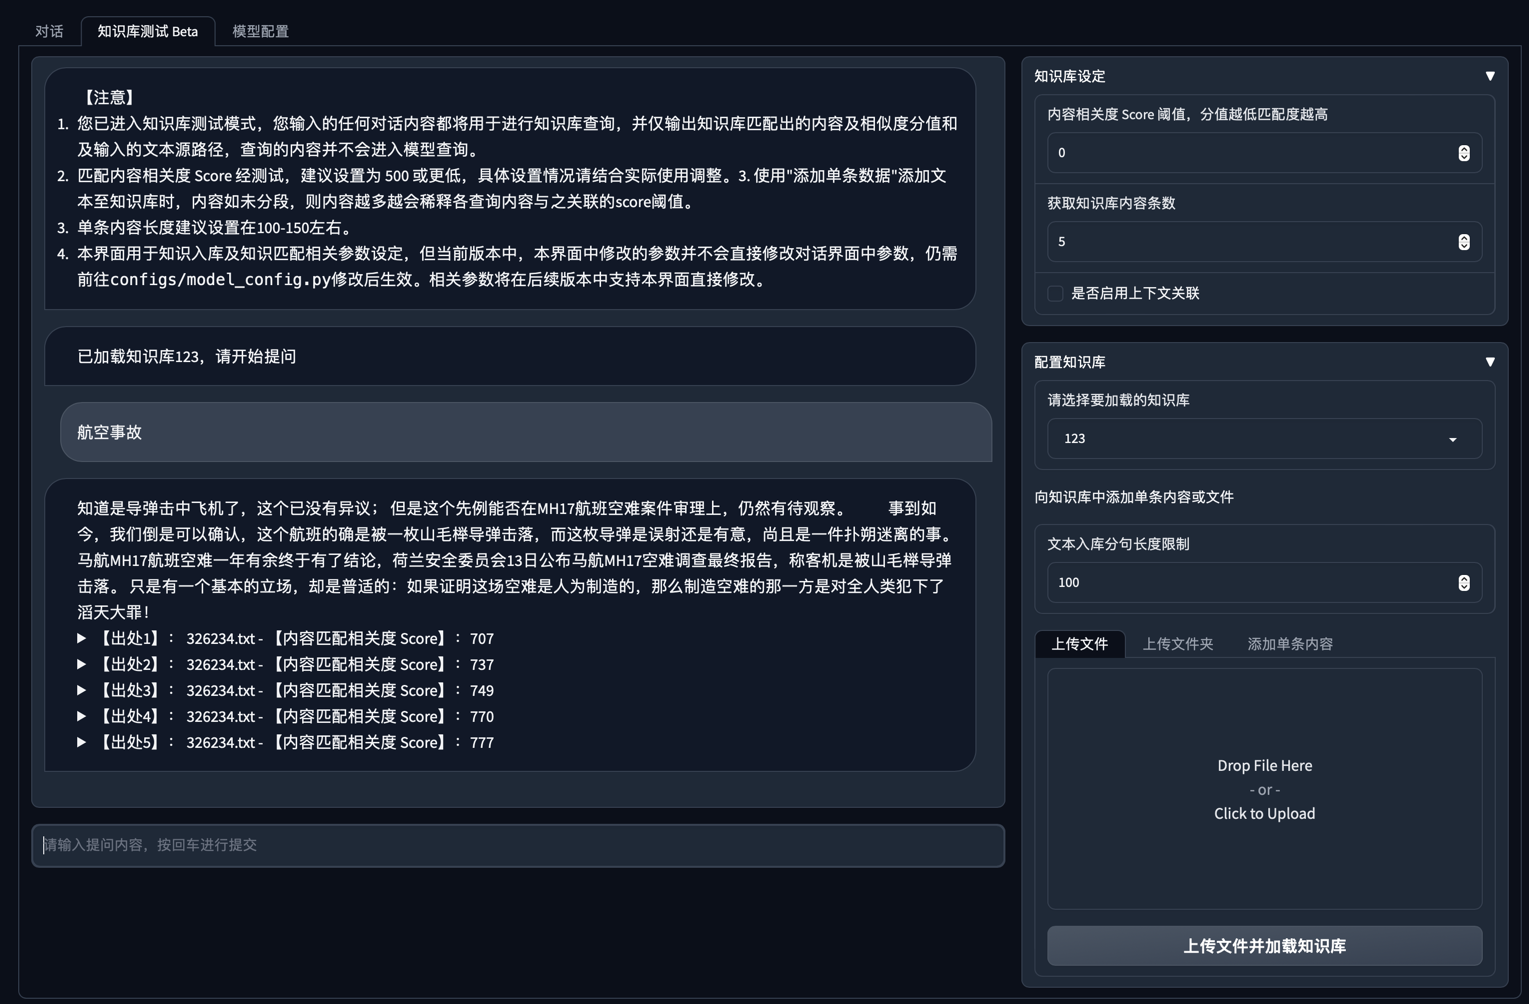 对话
知识库测试 Beta
模型配置
【注意】
1. 您已进入知识库测试模式，您输入的任何对话内容都将用于进行知识库查询，并仅输出知识库匹配出的内容及相似度分值和
及输入的文本源路径，查询的内容并不会进入模型查询。
2. 匹配内容相关度 Score 经测试，建议设置为 500 或更低，具体设置情况请结合实际使用调整。3. 使用"添加单条数据"添加文
本至知识库时，内容如未分段，则内容越多越会稀释各查询内容与之关联的score阈值。
3. 单条内容长度建议设置在100-150左右。
4. 本界面用于知识入库及知识匹配相关参数设定，但当前版本中，本界面中修改的参数并不会直接修改对话界面中参数，仍需
前往configs/model_config.py修改后生效。相关参数将在后续版本中支持本界面直接修改。
已加载知识库123，请开始提问
航空事故
知道是导弹击中飞机了，这个已没有异议； 但是这个先例能否在MH17航班空难案件审理上，仍然有待观察。 事到如
今，我们倒是可以确认，这个航班的确是被一枚山毛榉导弹击落，而这枚导弹是误射还是有意，尚且是一件扑朔迷离的事。
马航MH17航班空难一年有余终于有了结论，荷兰安全委员会13日公布马航MH17空难调查最终报告，称客机是被山毛榉导弹
击落。 只是有一个基本的立场，却是普适的：如果证明这场空难是人为制造的，那么制造空难的那一方是对全人类犯下了
滔天大罪！
▶ 【出处1】： 326234.txt - 【内容匹配相关度 Score】：707
▶ 【出处2】： 326234.txt - 【内容匹配相关度 Score】：737
▶ 【出处3】： 326234.txt - 【内容匹配相关度 Score】：749
▶ 【出处4】： 326234.txt - 【内容匹配相关度 Score】：770
▶ 【出处5】： 326234.txt - 【内容匹配相关度 Score】：777
请输入提问内容，按回车进行提交
知识库设定
内容相关度 Score 阈值，分值越低匹配度越高
0
获取知识库内容条数
5
是否启用上下文关联
配置知识库
请选择要加载的知识库
123
向知识库中添加单条内容或文件
文本入库分句长度限制
100
上传文件
上传文件夹
添加单条内容
Drop File Here
- or -
Click to Upload
上传文件并加载知识库